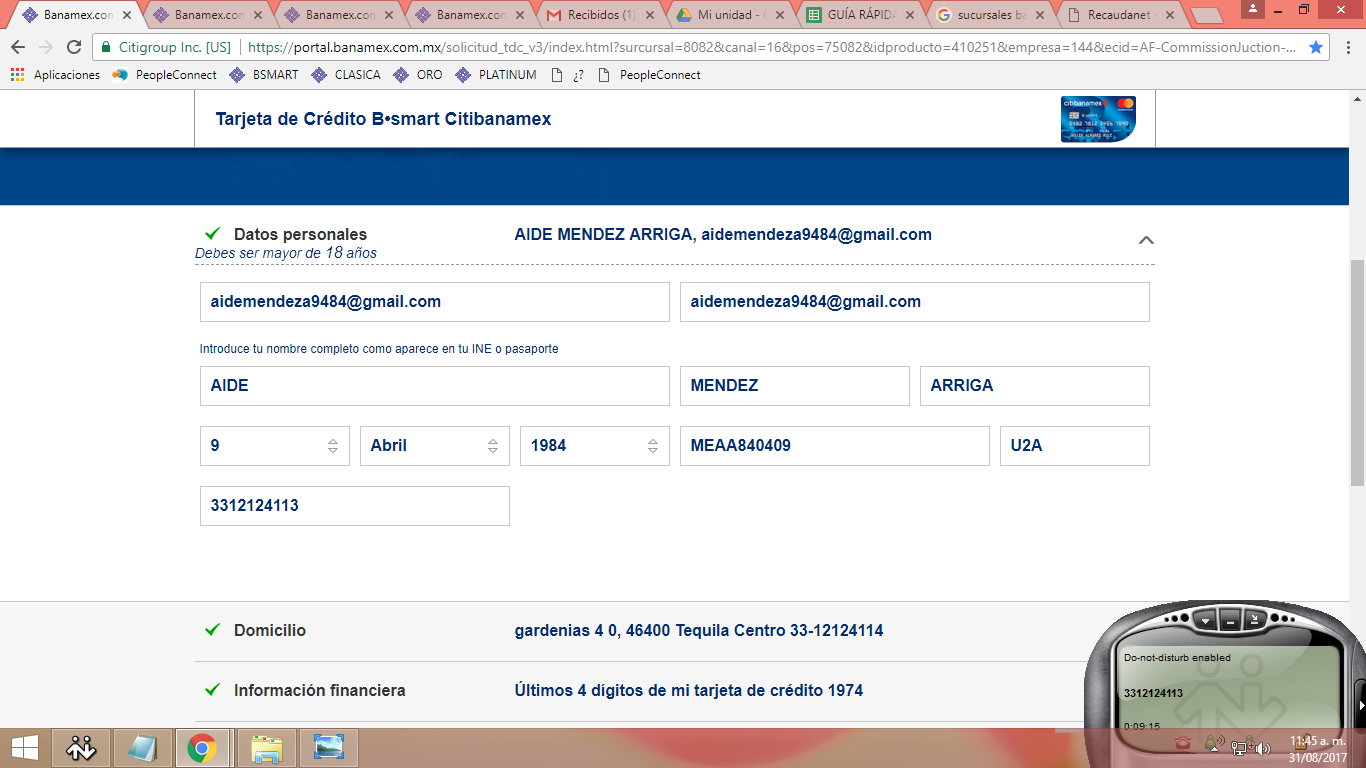 Banamex.con Banamex.con Banamex.con Banamex.con Recibidos (1) Mi unidad - GUÍA RÁPID sucursales ba Recaudanet
Citigroup Inc. [US] https://portal.banamex.com.mx/solicitud_tdc_v3/index.html?surcursal=8082&canal=16&pos=75082&idproducto=410251&empresa=144&ecid=AF-CommissionJuction-...
Aplicaciones PeopleConnect BSMART CLASICA ORO PLATINUM ¿? PeopleConnect
Tarjeta de Crédito B•smart Citibanamex
citibanamex
Datos personales AIDE MENDEZ ARRIGA, aidemendeza9484@gmail.com
Debes ser mayor de 18 años
aidemendeza9484@gmail.com aidemendeza9484@gmail.com
Introduce tu nombre completo como aparece en tu INE o pasaporte
AIDE MENDEZ ARRIGA
9 Abril 1984 MEAA840409 U2A
3312124113
Domicilio gardenias 4 0, 46400 Tequila Centro 33-12124114
Información financiera Últimos 4 dígitos de mi tarjeta de crédito 1974
Do-not-disturb enabled
3312124113
0:09:15
11:45 a. m.
31/08/2017